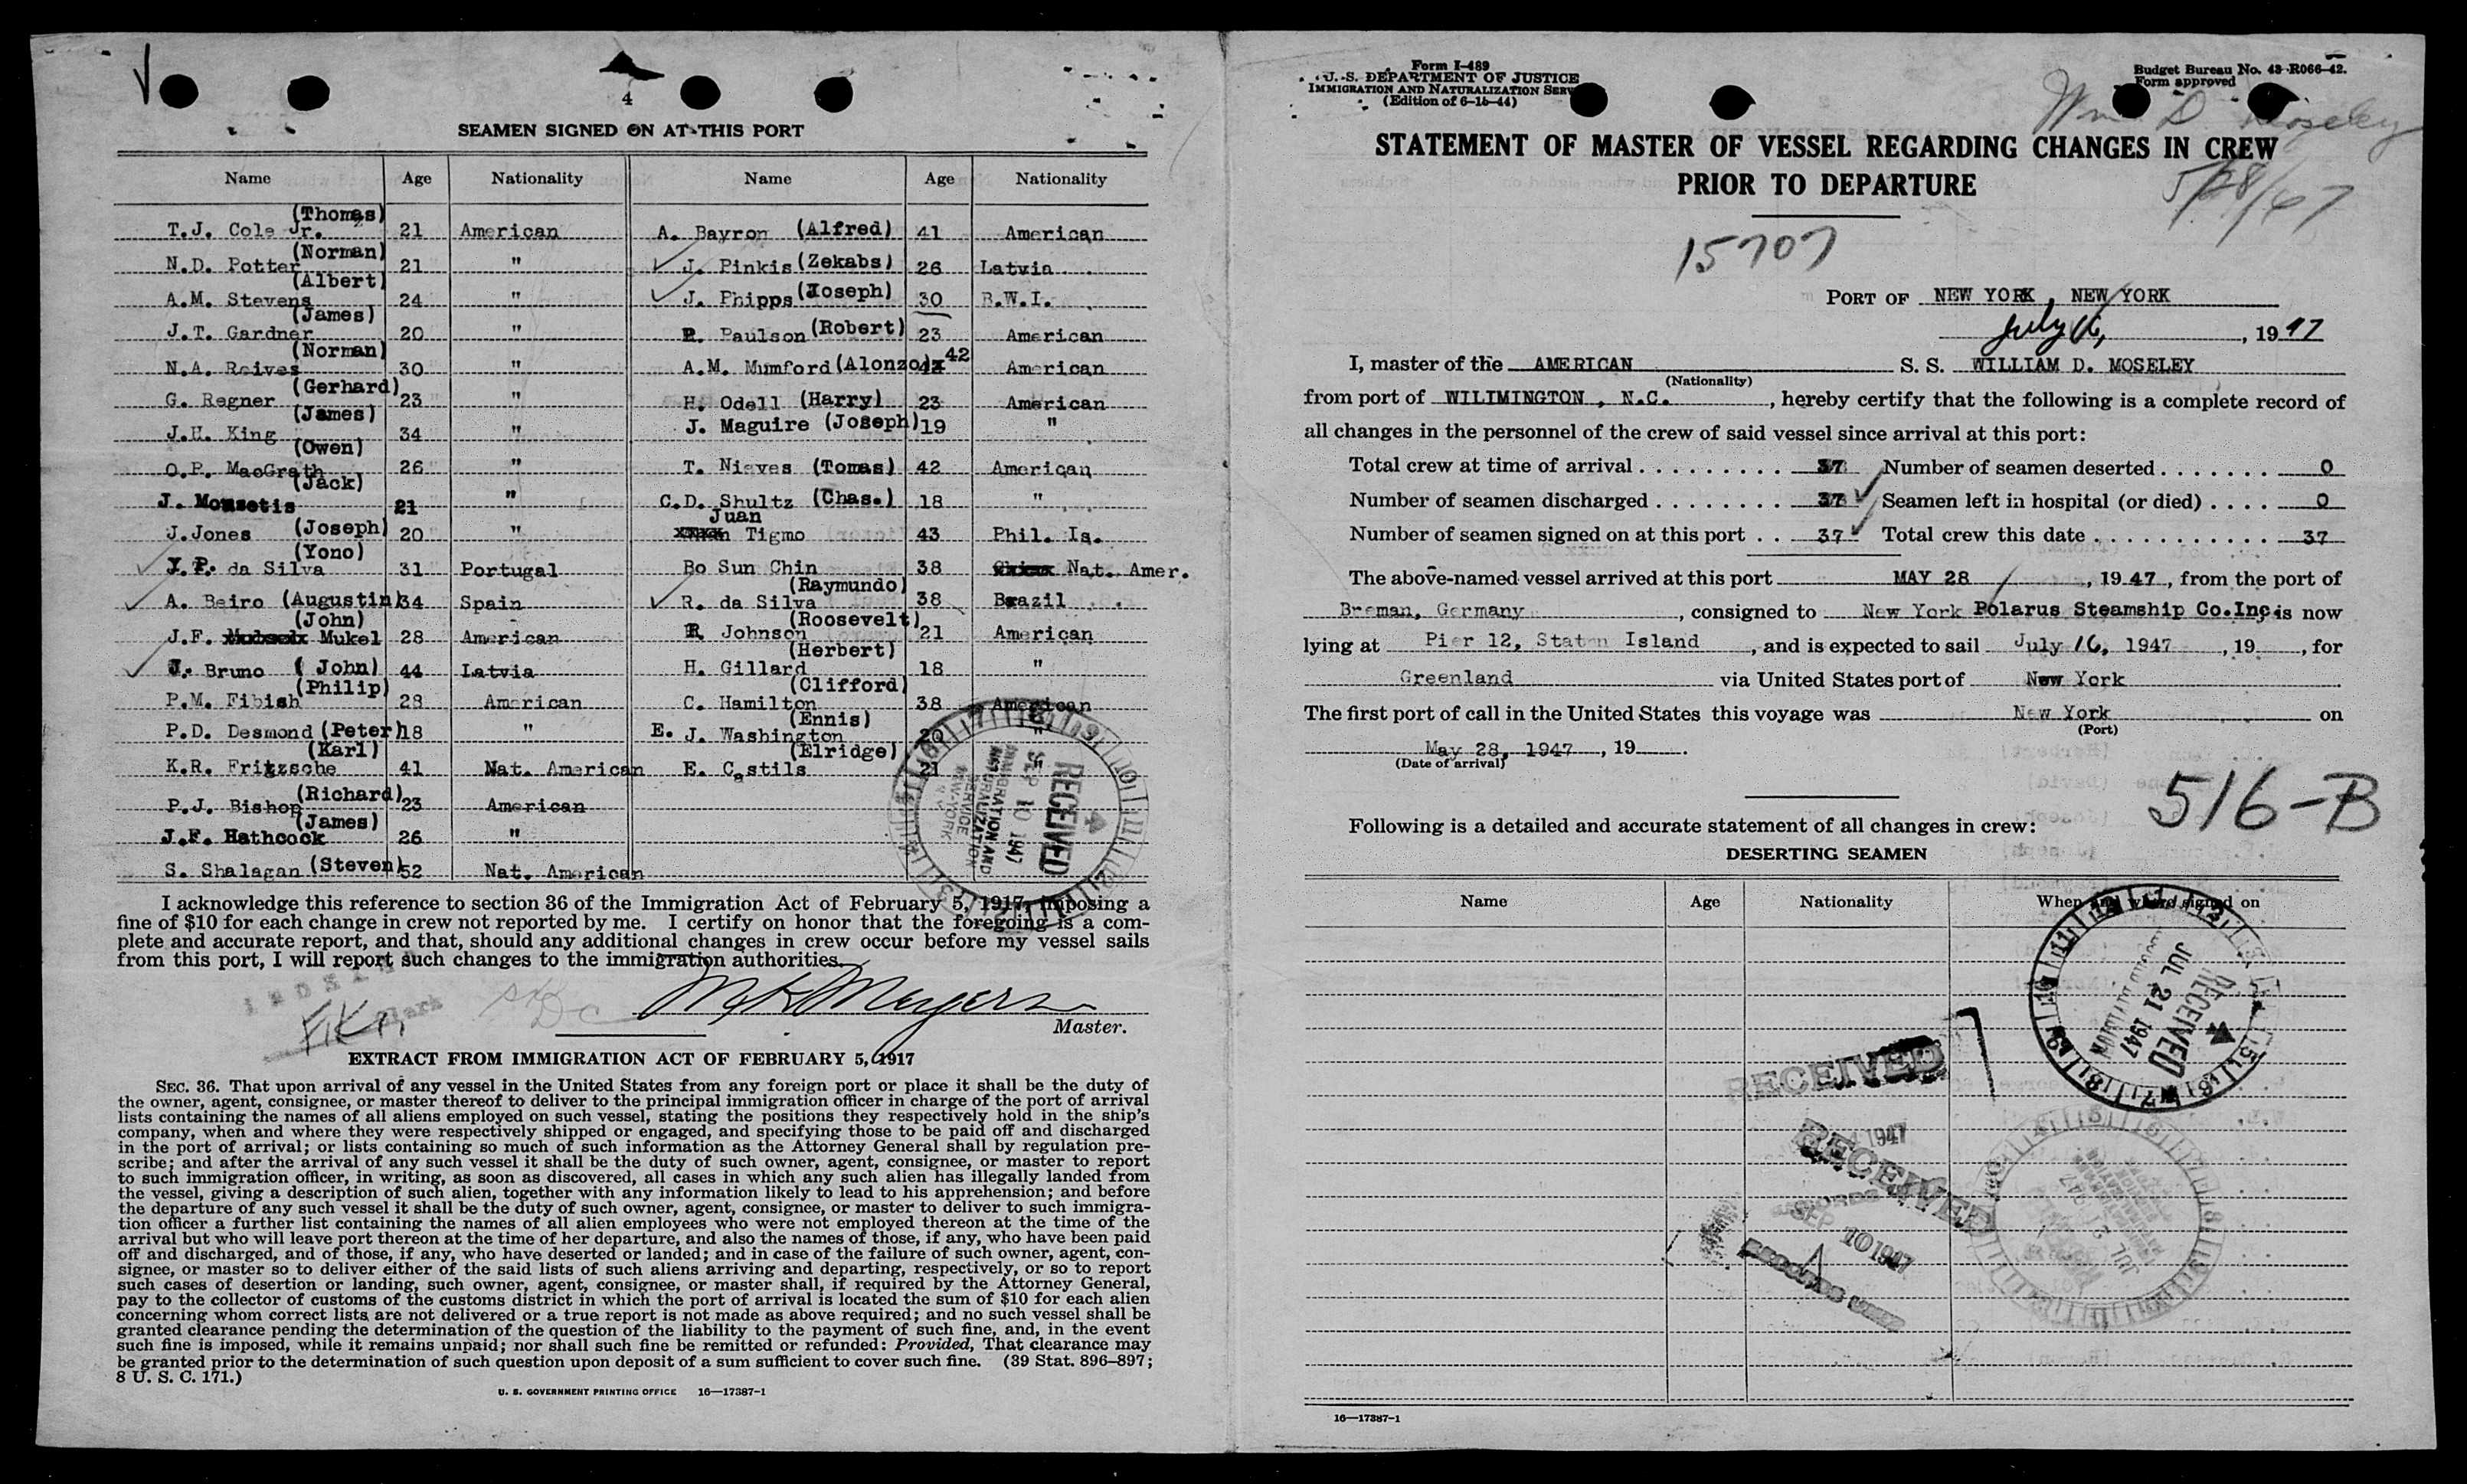 4
SEAMEN SIGNED ON AT THIS PORT
Name Age Nationality Name Age Nationality
T.J. Cole Jr. (Thomas) 21 American A. Bayron (Alfred) 41 American
N.D. Potter (Norman) 21 " J. Pinkis (Zekabs) 26 Latvia
A.M. Stevens (Albert) 24 " J. Phipps (Joseph) 30 B.W.I.
J.T. Gardner (James) 20 " R. Paulson (Robert) 23 American
N.A. Reives (Norman) 30 " A.M. Mumford (Alonzo) 42 American
G. Regner (Gerhard) 23 " H. Odell (Harry) 23 American
J.H. King (James) 34 " J. Maguire (Joseph) 19 "
O.P. MacGrath (Owen) 26 " T. Nieves (Tomas) 42 American
J. Mousetis (Jack) 21 " C.D. Shultz (Chas.) 18 "
J.Jones (Joseph) 20 " Juan Tigmo 43 Phil. Is.
Y.P. da Silva (Yono) 31 Portugal Bo Sun Chin 38 Nat. Amer.
A. Beiro (Augustin) 34 Spain R. da Silva (Raymundo) 38 Brazil
J.F. Mukel (John) 28 American R Johnson (Roosevelt) 21 American
J. Bruno ( John) 44 Latvia H. Gillard (Herbert) 18 "
P.M. Fibish (Philip) 28 American C. Hamilton (Clifford) 38 American
P.D. Desmond (Peter) 18 " E. J. Washington (Ennis) 20 "
K.R. Fritzsche (Karl) 41 Nat. American E. Castils (Elridge) 21 "
P.J. Bishop (Richard) 23 American
J.F. Hathcock (James) 26 "
S. Shalagan (Steven) 52 Nat. American
RECEIVED
SEP 10 1947
IMMIGRATION AND
NATURALIZATION
SERVICE
NEW YORK
I acknowledge this reference to section 36 of the Immigration Act of February 5, 1917, imposing a
fine of $10 for each change in crew not reported by me. I certify on honor that the foregoing is a com-
plete and accurate report, and that, should any additional changes in crew occur before my vessel sails
from this port, I will report such changes to the immigration authorities.
Master.
EXTRACT FROM IMMIGRATION ACT OF FEBRUARY 5, 1917
SEC. 36. That upon arrival of any vessel in the United States from any foreign port or place it shall be the duty of
the owner, agent, consignee, or master thereof to deliver to the principal immigration officer in charge of the port of arrival
lists containing the names of all aliens employed on such vessel, stating the positions they respectively hold in the ship's
company, when and where they were respectively shipped or engaged, and specifying those to be paid off and discharged
in the port of arrival; or lists containing so much of such information as the Attorney General shall by regulation pre-
scribe; and after the arrival of any such vessel it shall be the duty of such owner, agent, consignee, or master to report
to such immigration officer, in writing, as soon as discovered, all cases in which any such alien has illegally landed from
the vessel, giving a description of such alien, together with any information likely to lead to his apprehension; and before
the departure of any such vessel it shall be the duty of such owner, agent, consignee, or master to deliver to such immigra-
tion officer a further list containing the names of all alien employees who were not employed thereon at the time of the
arrival but who will leave port thereon at the time of her departure, and also the names of those, if any, who have been paid
off and discharged, and of those, if any, who have deserted or landed; and in case of the failure of such owner, agent, con-
signee, or master so to deliver either of the said lists of such aliens arriving and departing, respectively, or so to report
such cases of desertion or landing, such owner, agent, consignee, or master shall, if required by the Attorney General,
pay to the collector of customs of the customs district in which the port of arrival is located the sum of $10 for each alien
concerning whom correct lists are not delivered or a true report is not made as above required; and no such vessel shall be
granted clearance pending the determination of the question of the liability to the payment of such fine, and, in the event
such fine is imposed, while it remains unpaid; nor shall such fine be remitted or refunded: Provided, That clearance may
be granted prior to the determination of such question upon deposit of a sum sufficient to cover such fine. (39 Stat. 896–897;
8 U. S. C. 171.)
U. S. GOVERNMENT PRINTING OFFICE 16—17387-1
Form I-489
U. S. DEPARTMENT OF JUSTICE
IMMIGRATION AND NATURALIZATION SERV
(Edition of 6-15-44)
Budget Bureau No. 43-R066-42.
Form approved
Wm D Moseley
5/28/47
STATEMENT OF MASTER OF VESSEL REGARDING CHANGES IN CREW
PRIOR TO DEPARTURE
15707
PORT OF NEW YORK , NEW YORK
July 16, , 1947
I, master of the AMERICAN S. S. WILLIAM D. MOSELEY
(Nationality)
from port of WILIMINGTON , N.C. , hereby certify that the following is a complete record of
all changes in the personnel of the crew of said vessel since arrival at this port:
Total crew at time of arrival . . . . . . . . . . 37 Number of seamen deserted . . . . . . . 0
Number of seamen discharged . . . . . . . . . 37 Seamen left in hospital (or died) . . . . 0
Number of seamen signed on at this port . . 37 Total crew this date . . . . . . . . . . . 37
The above-named vessel arrived at this port MAY 28 , 1947 , from the port of
Breman, Germany , consigned to New York Polarus Steamship Co.Inc. is now
lying at Pier 12, Staten Island , and is expected to sail July 16, 1947 , 19 , for
Greenland via United States port of New York
The first port of call in the United States this voyage was New York on
(Port)
May 28, 1947 , 19 .
(Date of arrival)
516-B
Following is a detailed and accurate statement of all changes in crew:
DESERTING SEAMEN
Name Age Nationality When and where signed on
RECEIVED
JUL 21 1947
RECEIVED
1947
RECEIVED
RECORDS
SEP 10 1947
RECORDS UNIT
JUL 21 1947
16—17387-1